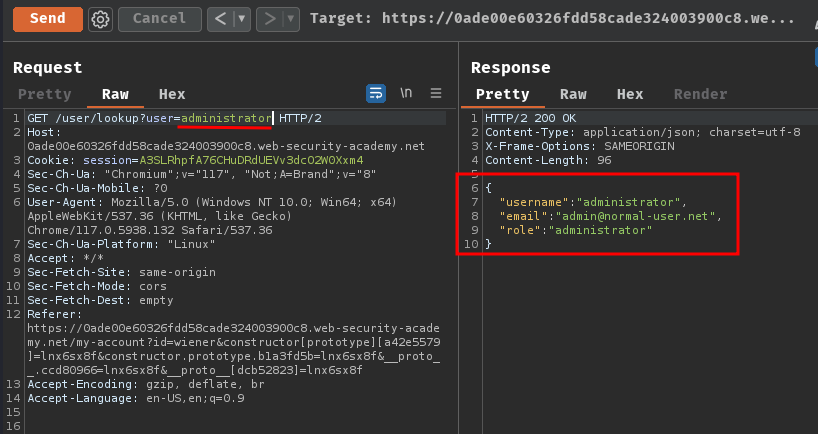 Send Cancel < > Target: https://0ade00e60326fdd58cade324003900c8.we...
Request
Pretty Raw Hex \n
1 GET /user/lookup?user=administrator HTTP/2
2 Host:
0ade00e60326fdd58cade324003900c8.web-security-academy.net
3 Cookie: session=A3SLRhpfA76CHuDRdUEVv3dcO2W0Xxm4
4 Sec-Ch-Ua: "Chromium";v="117", "Not;A=Brand";v="8"
5 Sec-Ch-Ua-Mobile: ?0
6 User-Agent: Mozilla/5.0 (Windows NT 10.0; Win64; x64)
AppleWebKit/537.36 (KHTML, like Gecko)
Chrome/117.0.5938.132 Safari/537.36
7 Sec-Ch-Ua-Platform: "Linux"
8 Accept: */*
9 Sec-Fetch-Site: same-origin
10 Sec-Fetch-Mode: cors
11 Sec-Fetch-Dest: empty
12 Referer:
https://0ade00e60326fdd58cade324003900c8.web-security-acade
my.net/my-account?id=wiener&constructor[prototype][a42e5579
]=lnx6sx8f&constructor.prototype.b1a3fd5b=lnx6sx8f&__proto_
_.ccd80966=lnx6sx8f&__proto__[dcb52823]=lnx6sx8f
13 Accept-Encoding: gzip, deflate, br
14 Accept-Language: en-US,en;q=0.9
15
16
Response
Pretty Raw Hex Render
1 HTTP/2 200 OK
2 Content-Type: application/json; charset=utf-8
3 X-Frame-Options: SAMEORIGIN
4 Content-Length: 96
5
6 {
7 "username":"administrator",
8 "email":"admin@normal-user.net",
9 "role":"administrator"
10 }